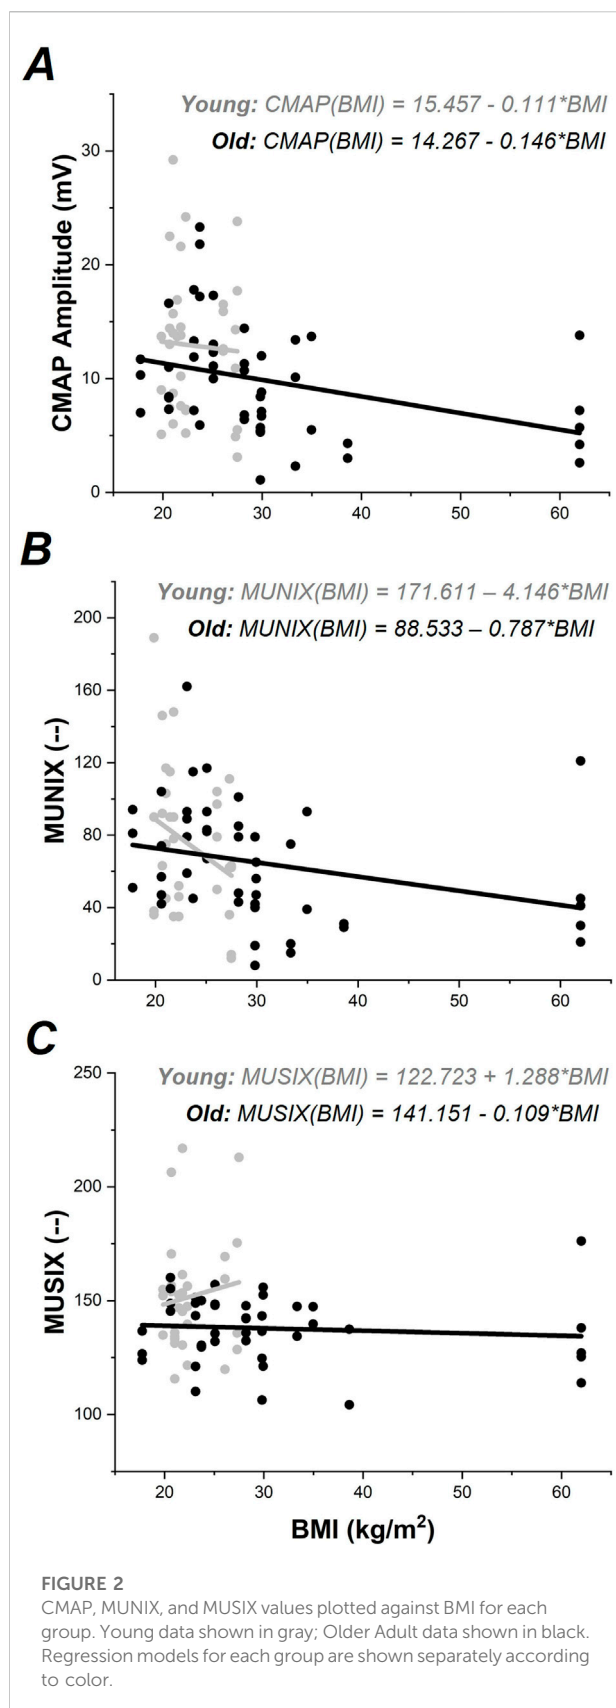 A
Young: CMAP(BMI) = 15.457 - 0.111*BMI
Old: CMAP(BMI) = 14.267 - 0.146*BMI
CMAP Amplitude (mV)
30
20
10
0
20 30 40 50 60
B
Young: MUNIX(BMI) = 171.611 – 4.146*BMI
Old: MUNIX(BMI) = 88.533 – 0.787*BMI
MUNIX (--)
200
160
120
80
40
0
20 30 40 50 60
C
Young: MUSIX(BMI) = 122.723 + 1.288*BMI
Old: MUSIX(BMI) = 141.151 - 0.109*BMI
MUSIX (--)
250
200
150
100
20 30 40 50 60
BMI (kg/m²)
FIGURE 2
CMAP, MUNIX, and MUSIX values plotted against BMI for each
group. Young data shown in gray; Older Adult data shown in black.
Regression models for each group are shown separately according
to color.